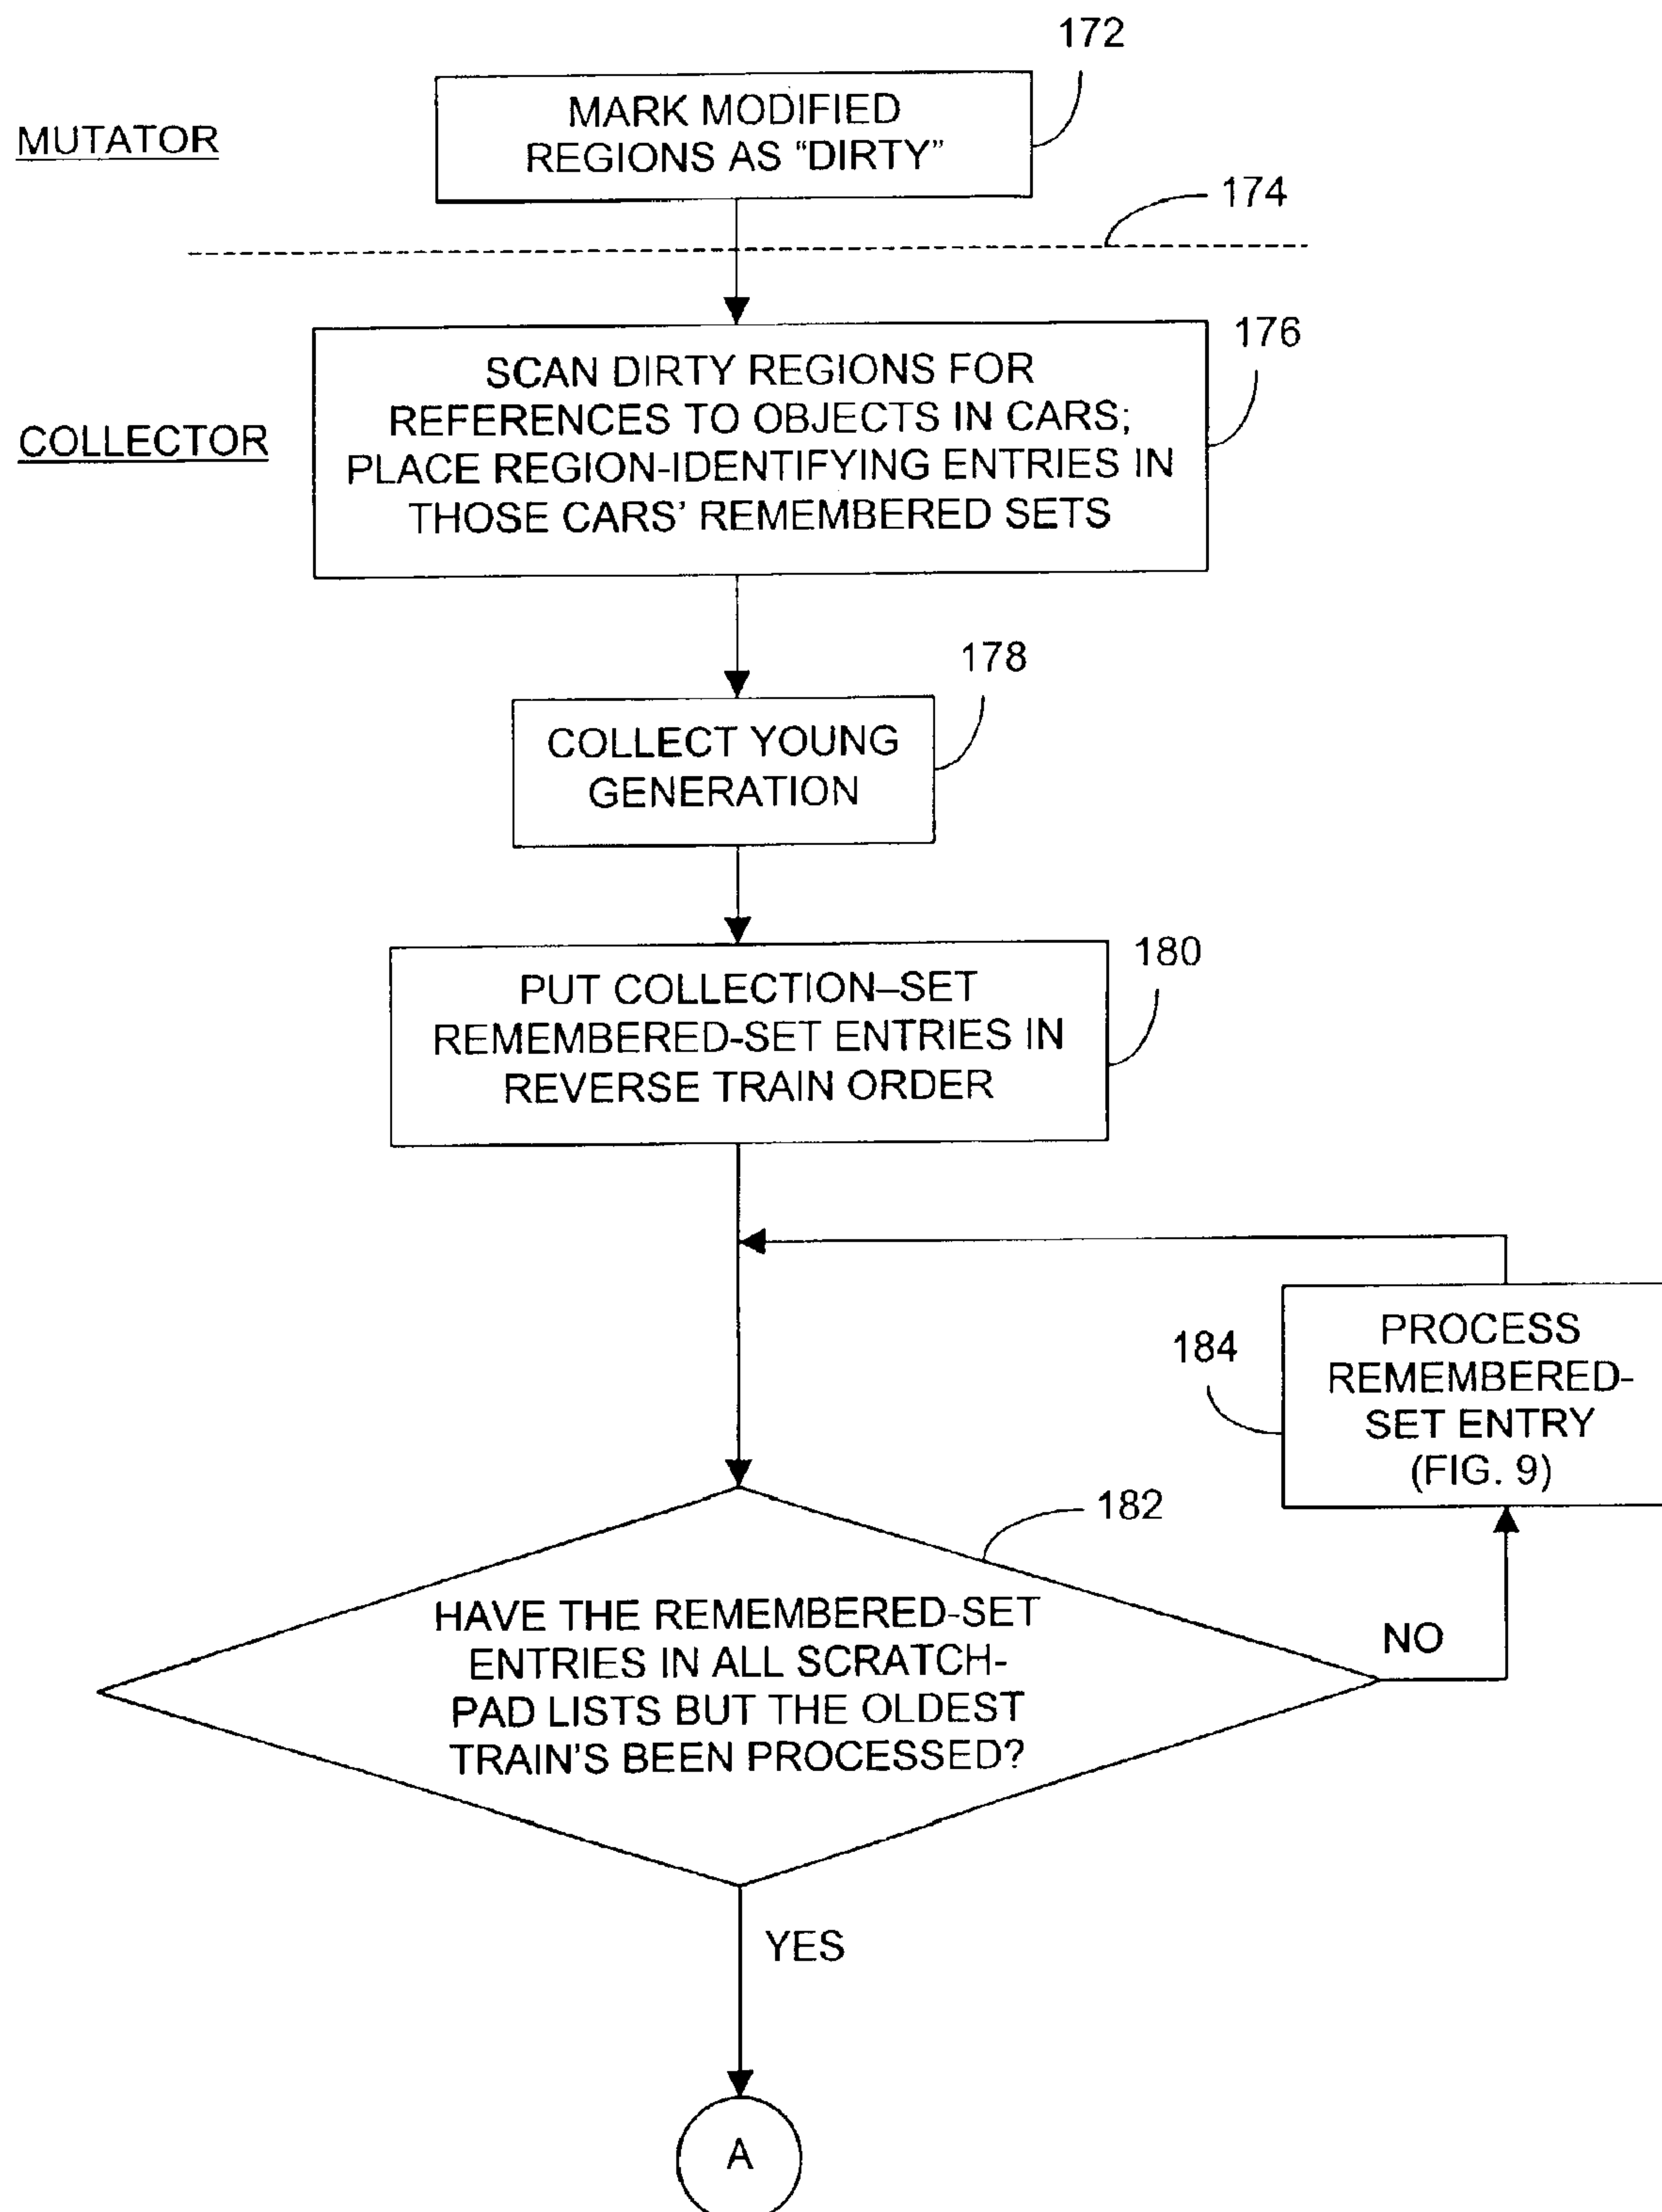 172
MUTATOR
MARK MODIFIED
REGIONS AS "DIRTY"
174
176
COLLECTOR
SCAN DIRTY REGIONS FOR
REFERENCES TO OBJECTS IN CARS;
PLACE REGION-IDENTIFYING ENTRIES IN
THOSE CARS' REMEMBERED SETS
178
COLLECT YOUNG
GENERATION
180
PUT COLLECTION–SET
REMEMBERED-SET ENTRIES IN
REVERSE TRAIN ORDER
184
PROCESS
REMEMBERED-
SET ENTRY
(FIG. 9)
182
HAVE THE REMEMBERED-SET
ENTRIES IN ALL SCRATCH-
PAD LISTS BUT THE OLDEST
TRAIN'S BEEN PROCESSED?
NO
YES
A